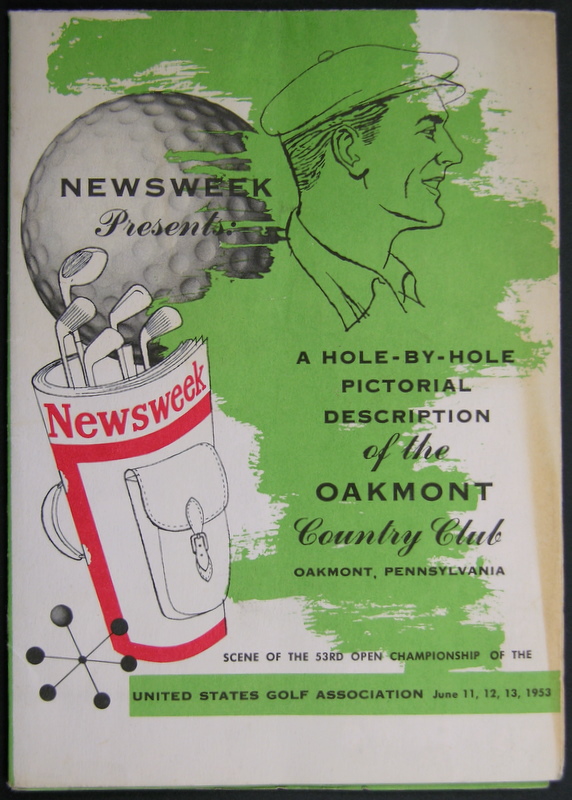 NEWSWEEK
Presents:
Newsweek
A HOLE-BY-HOLE
PICTORIAL
DESCRIPTION
of the
OAKMONT
Country Club
OAKMONT, PENNSYLVANIA
SCENE OF THE 53RD OPEN CHAMPIONSHIP OF THE
UNITED STATES GOLF ASSOCIATION June 11, 12, 13, 1953